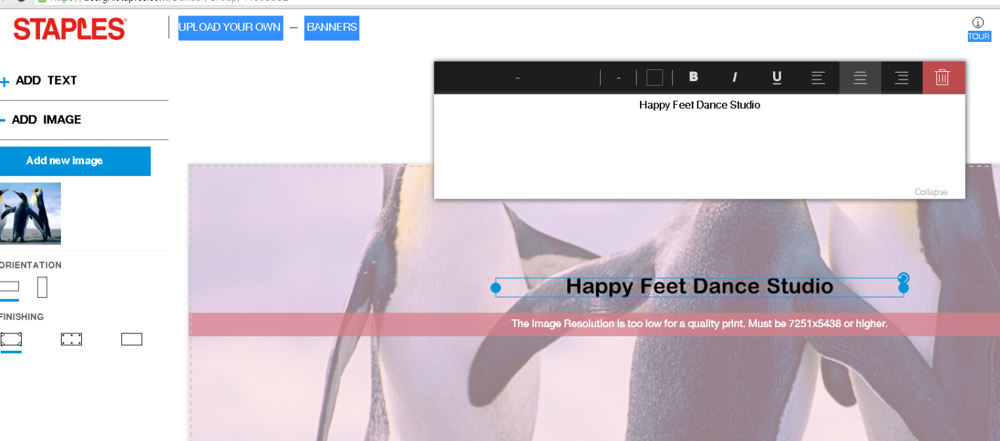 STAPLES
UPLOAD YOUR OWN — BANNERS
TOUR
+ ADD TEXT
- ADD IMAGE
Add new image
ORIENTATION
FINISHING
- - B I U
Happy Feet Dance Studio
Collapse
Happy Feet Dance Studio
The Image Resolution is too low for a quality print. Must be 7251x5438 or higher.